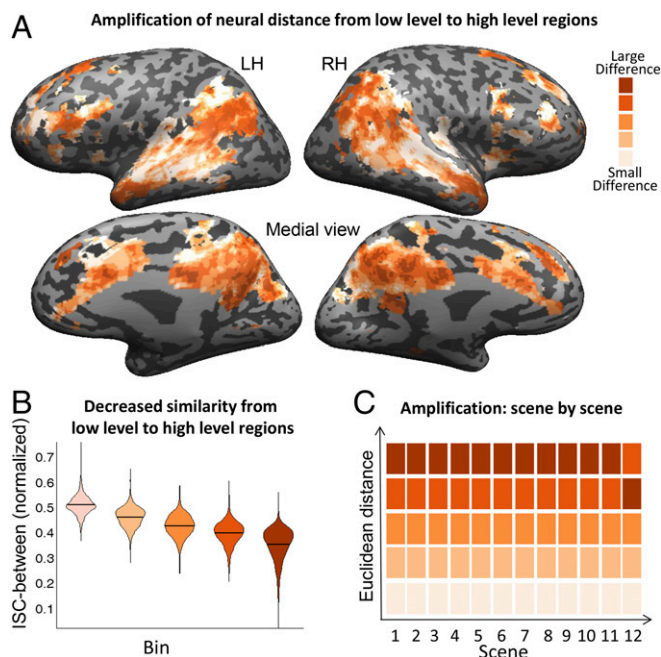 Amplification of neural distance from low level to high level regions
A
LH
RH
Large
Difference
Small
Difference
Medial view
B
Decreased similarity from
low level to high level regions
ISC-between (normalized)
0.7
0.6
0.5
0.4
0.3
0.2
0.1
Bin
C
Amplification: scene by scene
Euclidean distance
1 2 3 4 5 6 7 8 9 10 11 12
Scene